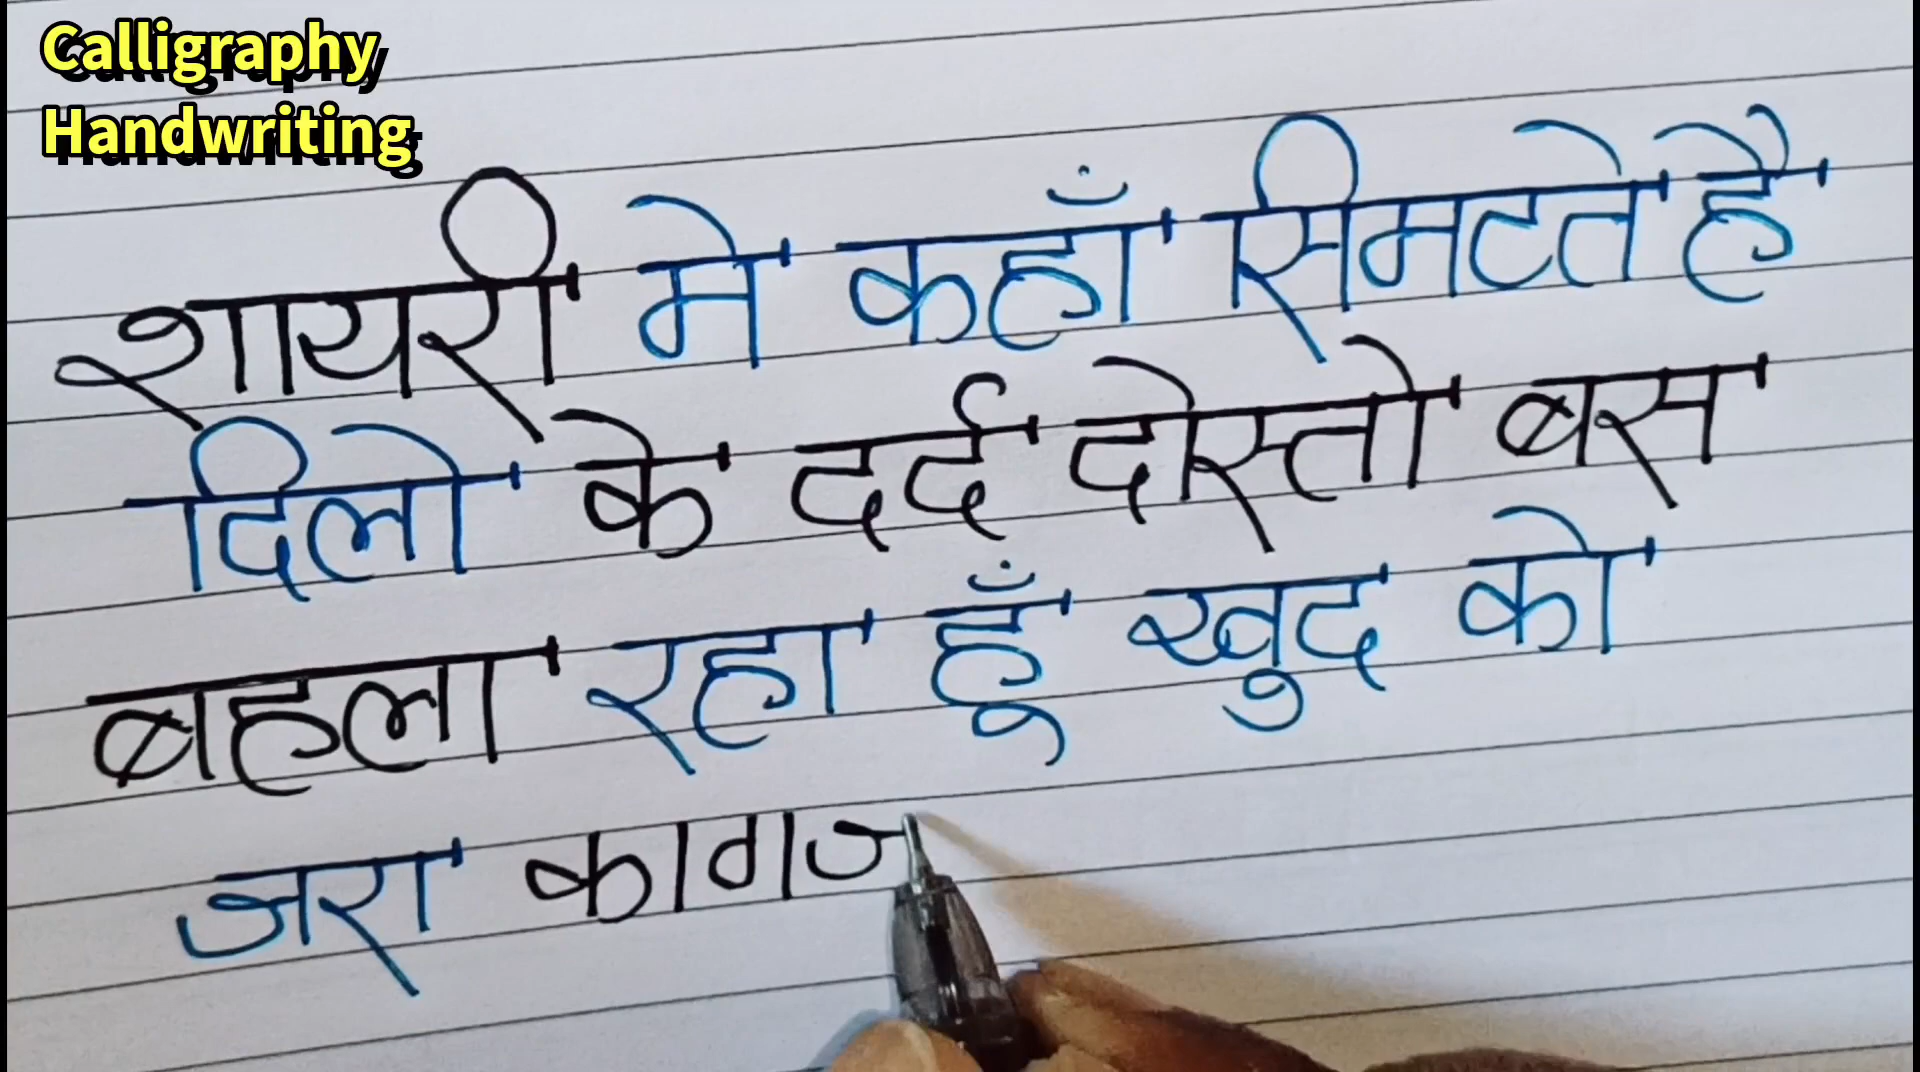 Calligraphy
Handwriting
शायरी मे कहाँ सिमटते है
दिलो के दर्द दोस्तो बस
बहला रहा हूँ खुद को
जरा कागज